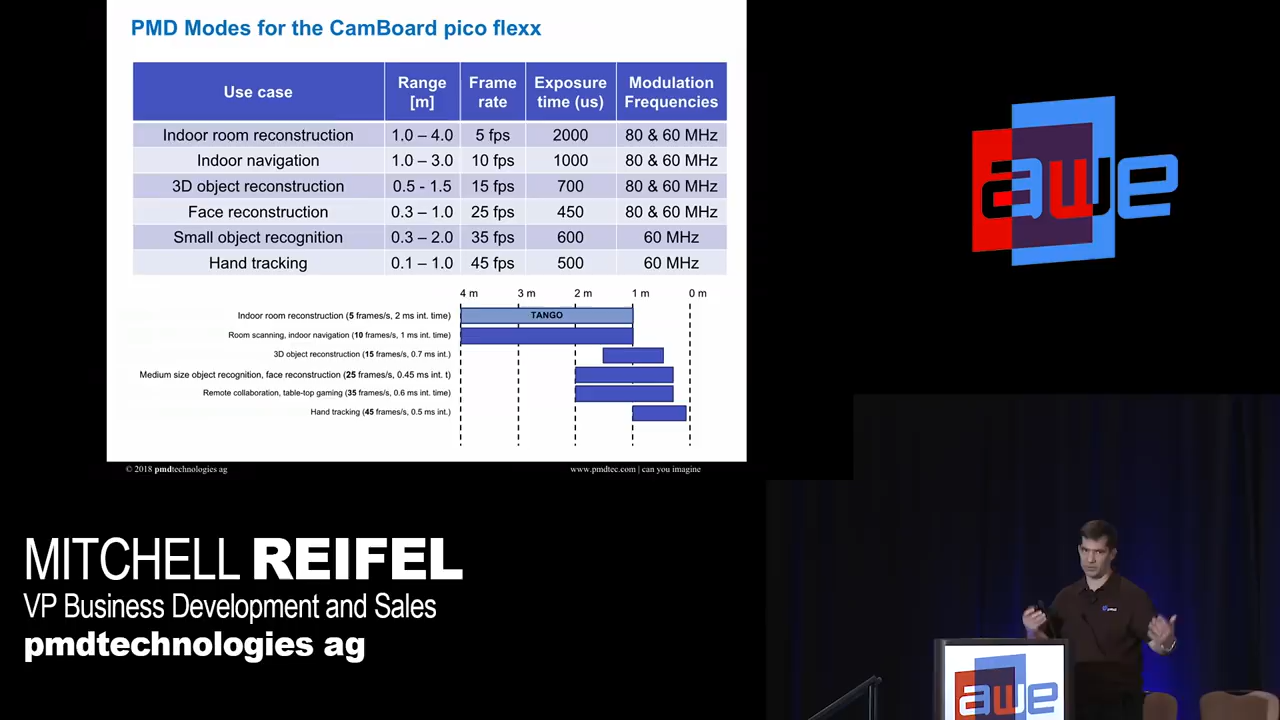 PMD Modes for the CamBoard pico flexx
Use case Range [m] Frame rate Exposure time (us) Modulation Frequencies
Indoor room reconstruction 1.0 – 4.0 5 fps 2000 80 & 60 MHz
Indoor navigation 1.0 – 3.0 10 fps 1000 80 & 60 MHz
3D object reconstruction 0.5 - 1.5 15 fps 700 80 & 60 MHz
Face reconstruction 0.3 – 1.0 25 fps 450 80 & 60 MHz
Small object recognition 0.3 – 2.0 35 fps 600 60 MHz
Hand tracking 0.1 – 1.0 45 fps 500 60 MHz
4 m 3 m 2 m 1 m 0 m
Indoor room reconstruction (5 frames/s, 2 ms int. time) TANGO
Room scanning, indoor navigation (10 frames/s, 1 ms int. time)
3D object reconstruction (15 frames/s, 0.7 ms int.)
Medium size object recognition, face reconstruction (25 frames/s, 0.45 ms int. t)
Remote collaboration, table-top gaming (35 frames/s, 0.6 ms int. time)
Hand tracking (45 frames/s, 0.5 ms int.)
© 2018 pmdtechnologies ag www.pmdtec.com | can you imagine
awe
MITCHELL REIFEL
VP Business Development and Sales
pmdtechnologies ag
awe